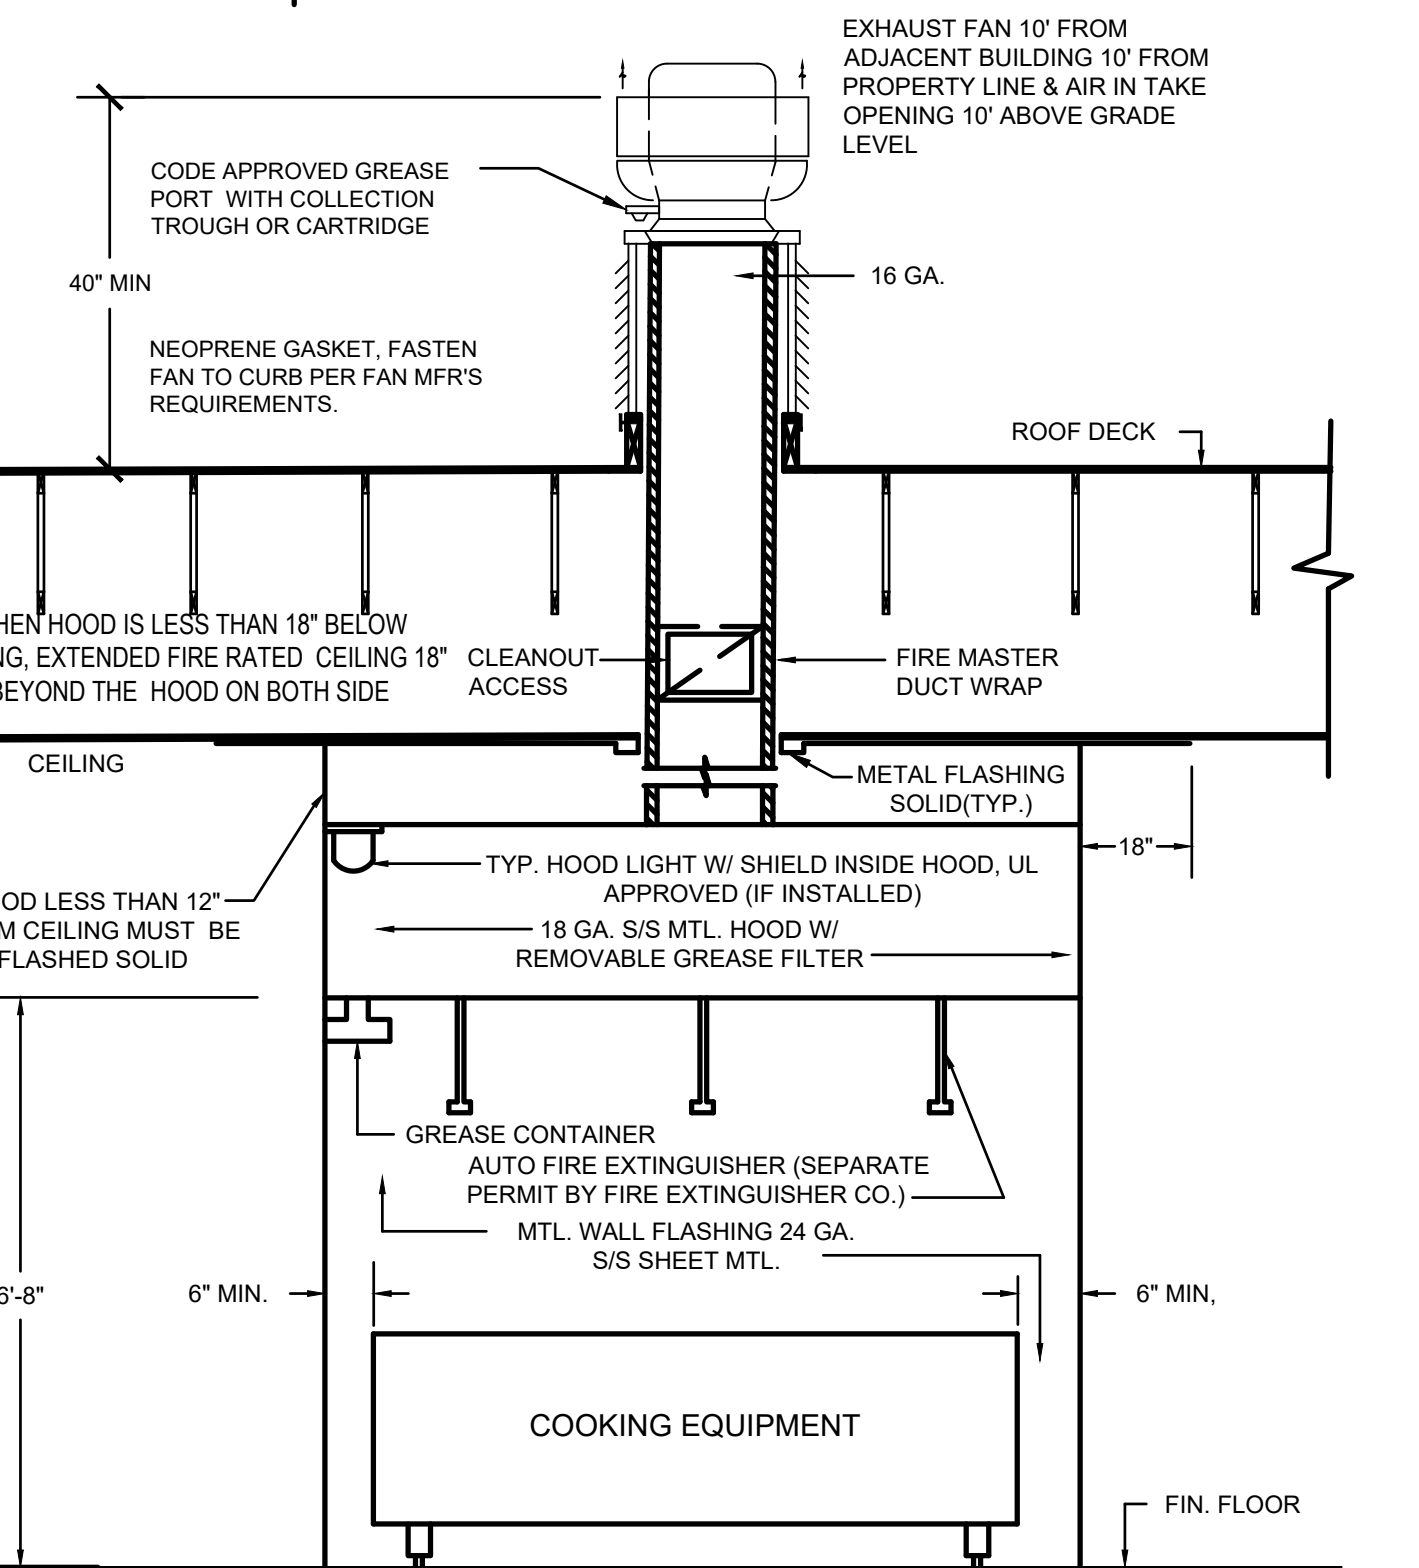 EXHAUST FAN 10' FROM
ADJACENT BUILDING 10' FROM
PROPERTY LINE & AIR IN TAKE
OPENING 10' ABOVE GRADE
LEVEL
CODE APPROVED GREASE
PORT WITH COLLECTION
TROUGH OR CARTRIDGE
40" MIN
16 GA.
NEOPRENE GASKET, FASTEN
FAN TO CURB PER FAN MFR'S
REQUIREMENTS.
ROOF DECK
HEN HOOD IS LESS THAN 18" BELOW
NG, EXTENDED FIRE RATED CEILING 18"
BEYOND THE HOOD ON BOTH SIDE
CLEANOUT
ACCESS
FIRE MASTER
DUCT WRAP
CEILING
METAL FLASHING
SOLID(TYP.)
18"
TYP. HOOD LIGHT W/ SHIELD INSIDE HOOD, UL
APPROVED (IF INSTALLED)
OD LESS THAN 12"
M CEILING MUST BE
FLASHED SOLID
18 GA. S/S MTL. HOOD W/
REMOVABLE GREASE FILTER
GREASE CONTAINER
AUTO FIRE EXTINGUISHER (SEPARATE
PERMIT BY FIRE EXTINGUISHER CO.)
MTL. WALL FLASHING 24 GA.
S/S SHEET MTL.
6'-8"
6" MIN.
6" MIN,
COOKING EQUIPMENT
FIN. FLOOR